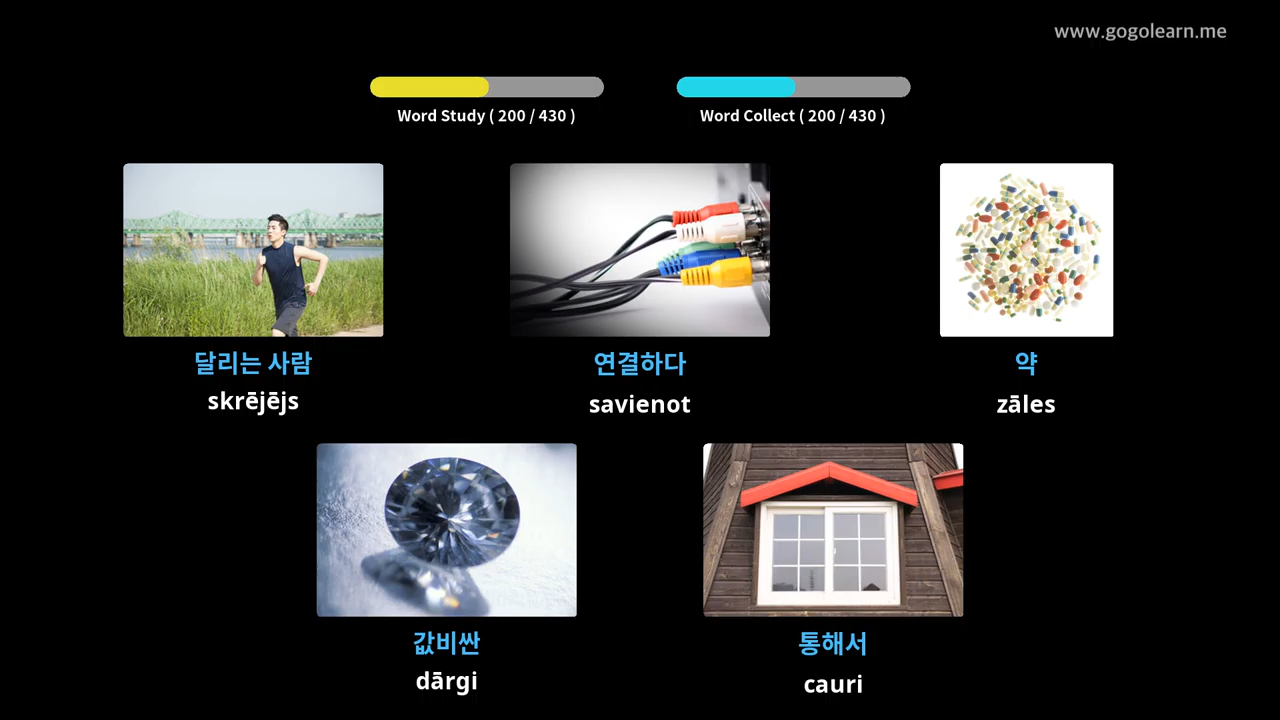 www.gogolearn.me
Word Study ( 200 / 430 )
Word Collect ( 200 / 430 )
달리는 사람
skrējējs
연결하다
savienot
약
zāles
값비싼
dārgi
통해서
cauri